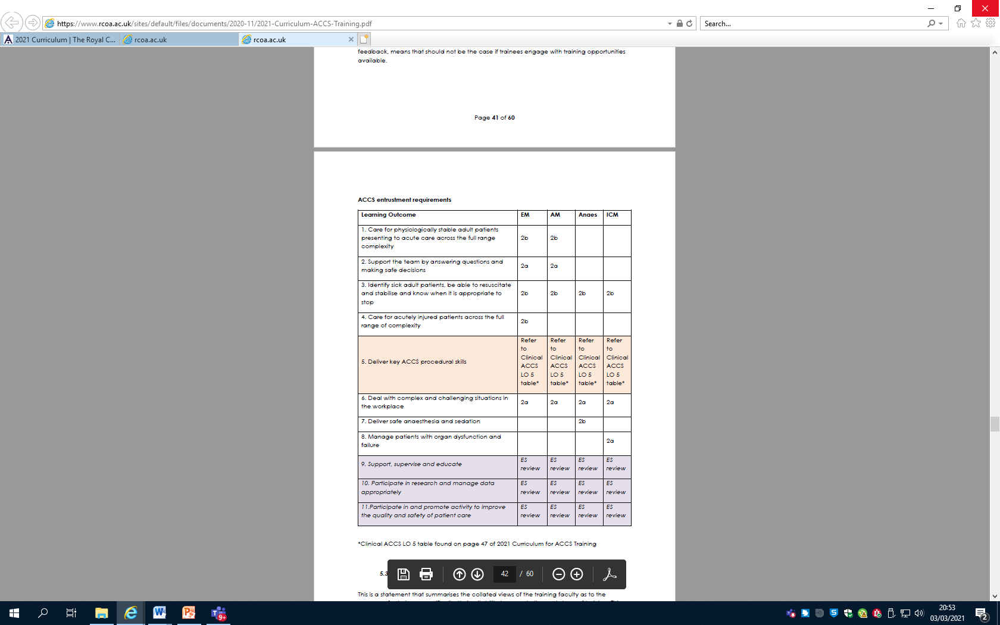 https://www.rcoa.ac.uk/sites/default/files/documents/2020-11/2021-Curriculum-ACCS-Training.pdf
Search...
2021 Curriculum | The Royal C...
rcoa.ac.uk
rcoa.ac.uk
feedback, means that should not be the case if trainees engage with training opportunities
available.
Page 41 of 60
ACCS entrustment requirements
Learning Outcome EM AM Anaes ICM
1. Care for physiologically stable adult patients
presenting to acute care across the full range
complexity
2b 2b
2. Support the team by answering questions and
making safe decisions
2a 2a
3. Identify sick adult patients, be able to resuscitate
and stabilise and know when it is appropriate to
stop
2b 2b 2b 2b
4. Care for acutely injured patients across the full
range of complexity
2b
5. Deliver key ACCS procedural skills
Refer Refer Refer Refer
to to to to
Clinical Clinical Clinical Clinical
ACCS ACCS ACCS ACCS
LO 5 LO 5 LO 5 LO 5
table* table* table* table*
6. Deal with complex and challenging situations in
the workplace
2a 2a 2a 2a
7. Deliver safe anaesthesia and sedation 2b
8. Manage patients with organ dysfunction and
failure
2a
9. Support, supervise and educate
ES ES ES ES
review review review review
10. Participate in research and manage data
appropriately
ES ES ES ES
review review review review
11.Participate in and promote activity to improve
the quality and safety of patient care
ES ES ES ES
review review review review
*Clinical ACCS LO 5 table found on page 47 of 2021 Curriculum for ACCS Training
5.3
42 / 60
This is a statement that summarises the collated views of the training faculty as to the
9+
20:53
03/03/2021
2